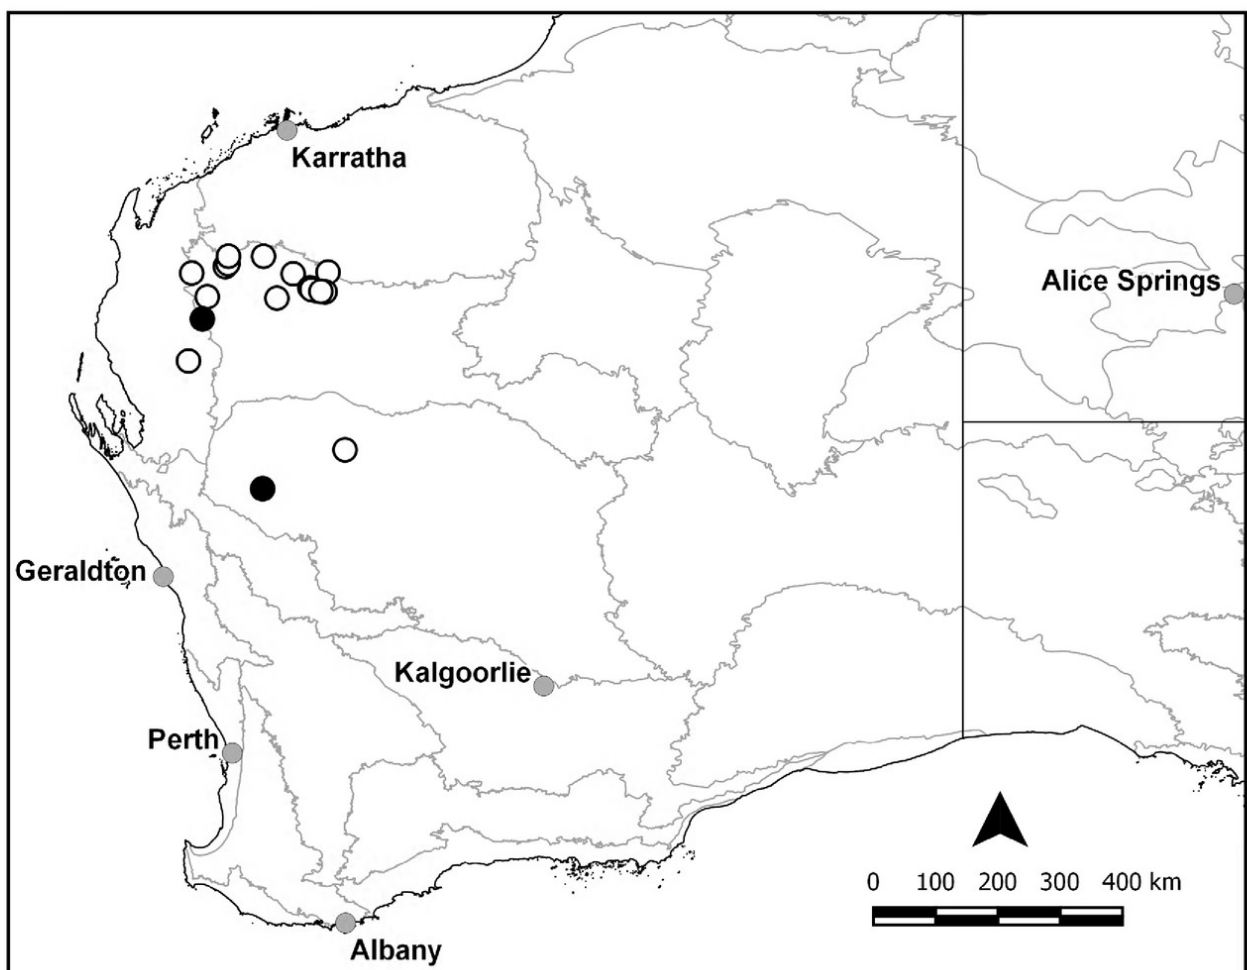 Karratha
Alice Springs
Geraldton
Kalgoorlie
Perth
0 100 200 300 400 km
Albany